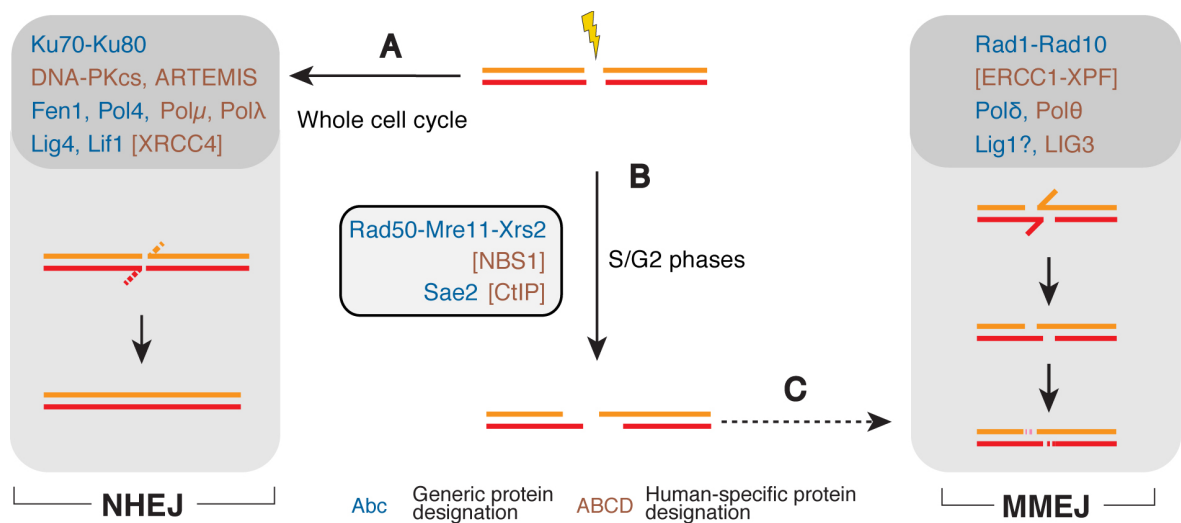 Ku70-Ku80
DNA-PKcs, ARTEMIS
Fen1, Pol4, Polμ, Polλ
Lig4, Lif1 [XRCC4]
NHEJ
A
Whole cell cycle
B
S/G2 phases
Rad50-Mre11-Xrs2
[NBS1]
Sae2 [CtIP]
C
Rad1-Rad10
[ERCC1-XPF]
Polδ, Polθ
Lig1?, LIG3
MMEJ
Abc
Generic protein
designation
ABCD
Human-specific protein
designation